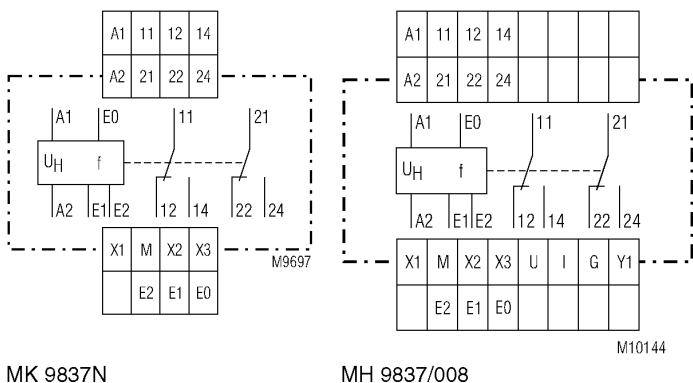 A1 11 12 14
A2 21 22 24
A1 E0 11 21
UH f
A2 E1 E2 12 14 22 24
X1 M X2 X3
E2 E1 E0
M9697
MK 9837N
A1 11 12 14
A2 21 22 24
A1 E0 11 21
UH f
A2 E1 E2 12 14 22 24
X1 M X2 X3 U I G Y1
E2 E1 E0
M10144
MH 9837/008